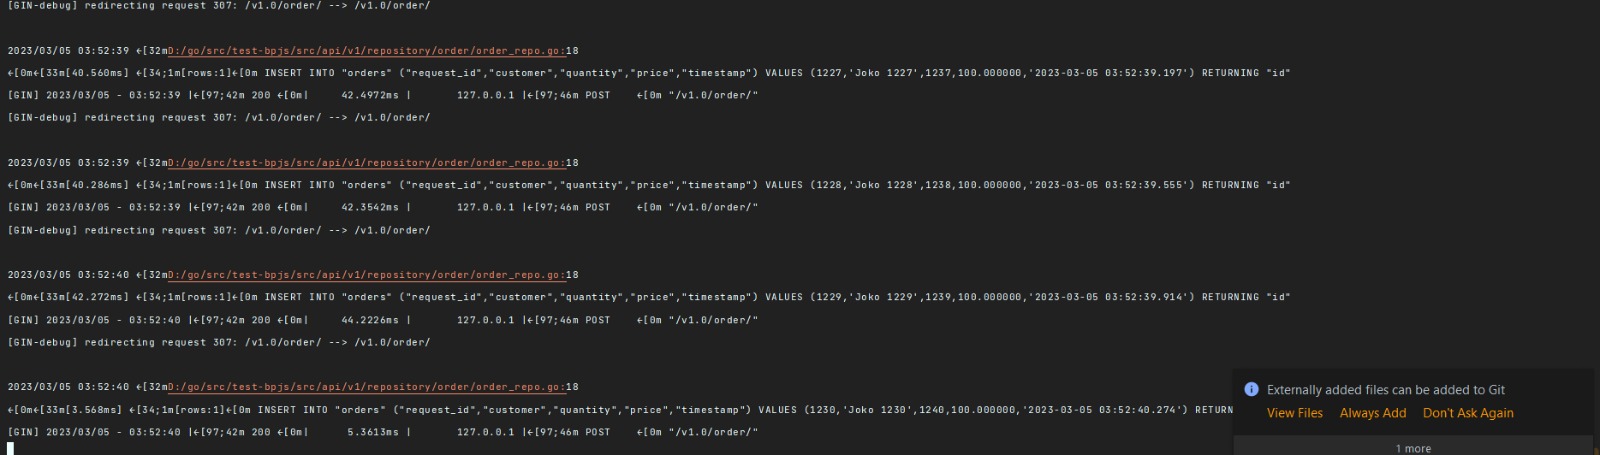 [GIN-debug] redirecting request 307: /v1.0/order/ --> /v1.0/order/
2023/03/05 03:52:39 ←[32mD:/go/src/test-bpjs/src/api/v1/repository/order/order_repo.go:18
←[0m←[33m[40.560ms] ←[34;1m[rows:1]←[0m INSERT INTO "orders" ("request_id","customer","quantity","price","timestamp") VALUES (1227,'Joko 1227',1237,100.000000,'2023-03-05 03:52:39.197') RETURNING "id"
[GIN] 2023/03/05 - 03:52:39 |←[97;42m 200 ←[0m|     42.4972ms |       127.0.0.1 |←[97;46m POST    ←[0m "/v1.0/order/"
[GIN-debug] redirecting request 307: /v1.0/order/ --> /v1.0/order/
2023/03/05 03:52:39 ←[32mD:/go/src/test-bpjs/src/api/v1/repository/order/order_repo.go:18
←[0m←[33m[40.286ms] ←[34;1m[rows:1]←[0m INSERT INTO "orders" ("request_id","customer","quantity","price","timestamp") VALUES (1228,'Joko 1228',1238,100.000000,'2023-03-05 03:52:39.555') RETURNING "id"
[GIN] 2023/03/05 - 03:52:39 |←[97;42m 200 ←[0m|     42.3542ms |       127.0.0.1 |←[97;46m POST    ←[0m "/v1.0/order/"
[GIN-debug] redirecting request 307: /v1.0/order/ --> /v1.0/order/
2023/03/05 03:52:40 ←[32mD:/go/src/test-bpjs/src/api/v1/repository/order/order_repo.go:18
←[0m←[33m[42.272ms] ←[34;1m[rows:1]←[0m INSERT INTO "orders" ("request_id","customer","quantity","price","timestamp") VALUES (1229,'Joko 1229',1239,100.000000,'2023-03-05 03:52:39.914') RETURNING "id"
[GIN] 2023/03/05 - 03:52:40 |←[97;42m 200 ←[0m|     44.2226ms |       127.0.0.1 |←[97;46m POST    ←[0m "/v1.0/order/"
[GIN-debug] redirecting request 307: /v1.0/order/ --> /v1.0/order/
2023/03/05 03:52:40 ←[32mD:/go/src/test-bpjs/src/api/v1/repository/order/order_repo.go:18
←[0m←[33m[3.568ms] ←[34;1m[rows:1]←[0m INSERT INTO "orders" ("request_id","customer","quantity","price","timestamp") VALUES (1230,'Joko 1230',1240,100.000000,'2023-03-05 03:52:40.274') RETURN
[GIN] 2023/03/05 - 03:52:40 |←[97;42m 200 ←[0m|      5.3613ms |       127.0.0.1 |←[97;46m POST    ←[0m "/v1.0/order/"
Externally added files can be added to Git
View Files Always Add Don't Ask Again
1 more